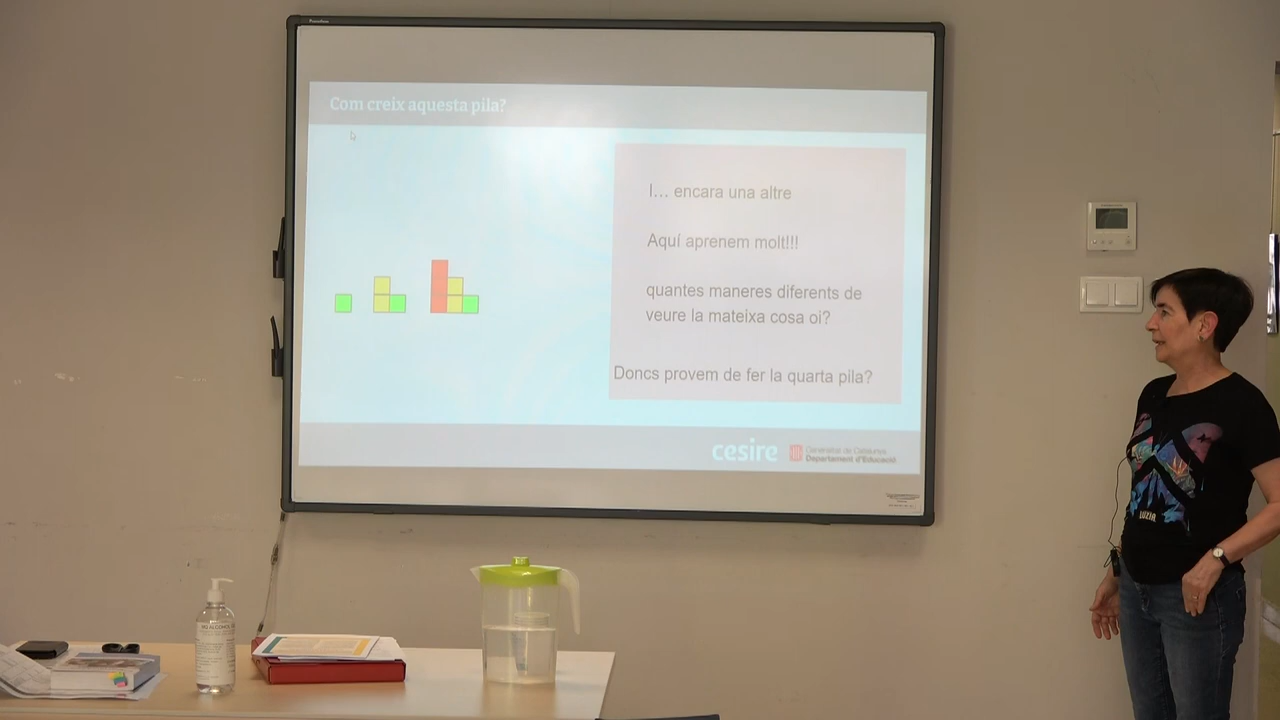 Com creix aquesta pila?
I... encara una altre
Aquí aprenem molt!!!
quantes maneres diferents de
veure la mateixa cosa oi?
Doncs provem de fer la quarta pila?
cesire
Generalitat de Catalunya
Departament d'Educació
LUZIA